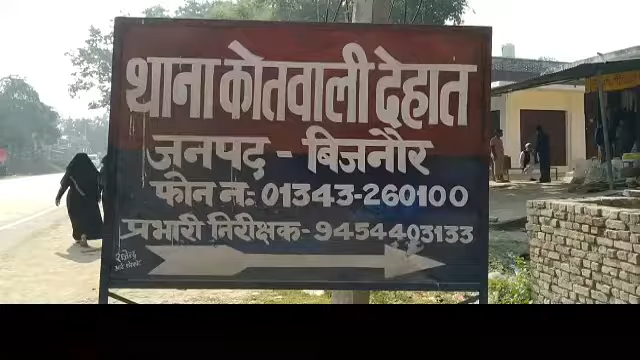 थाना कोतवाली देहात
जनपद - बिजनौर
फोन न: 01343-260100
प्रभारी निरीक्षक- 9454403133